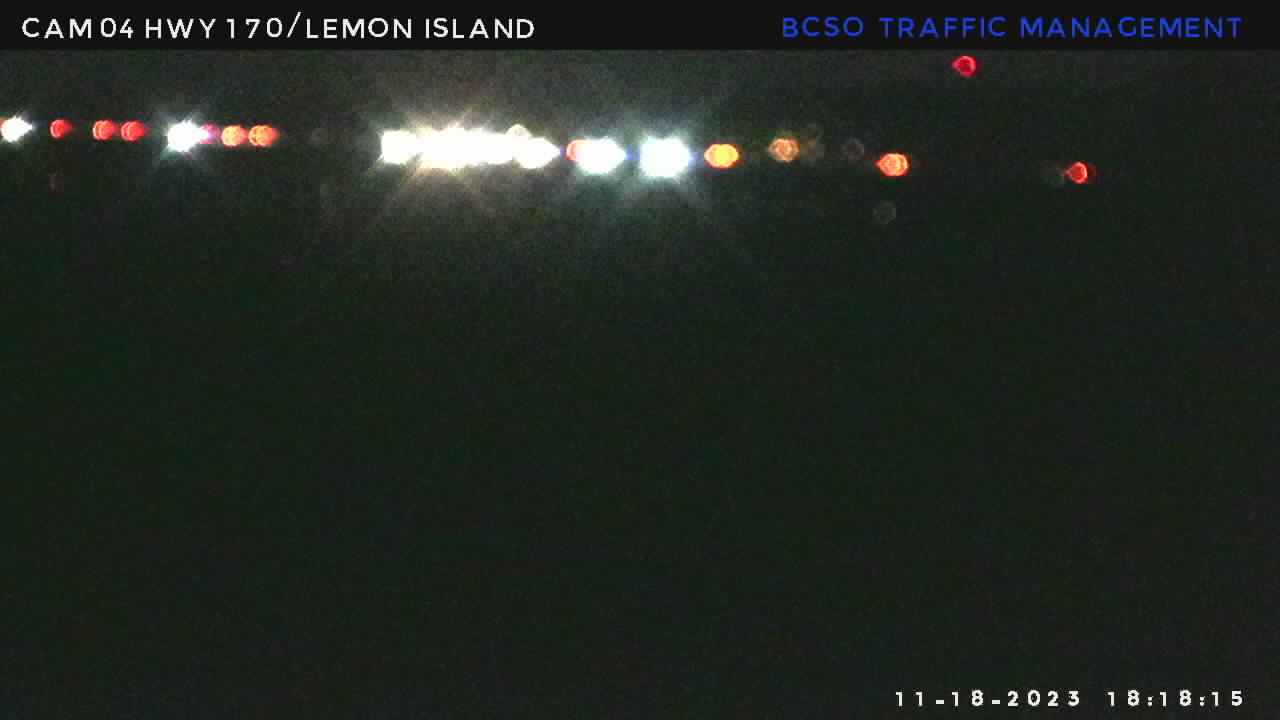 CAM04 HWY 170/LEMON ISLAND
BCSO TRAFFIC MANAGEMENT
11-18-2023 18:18:15